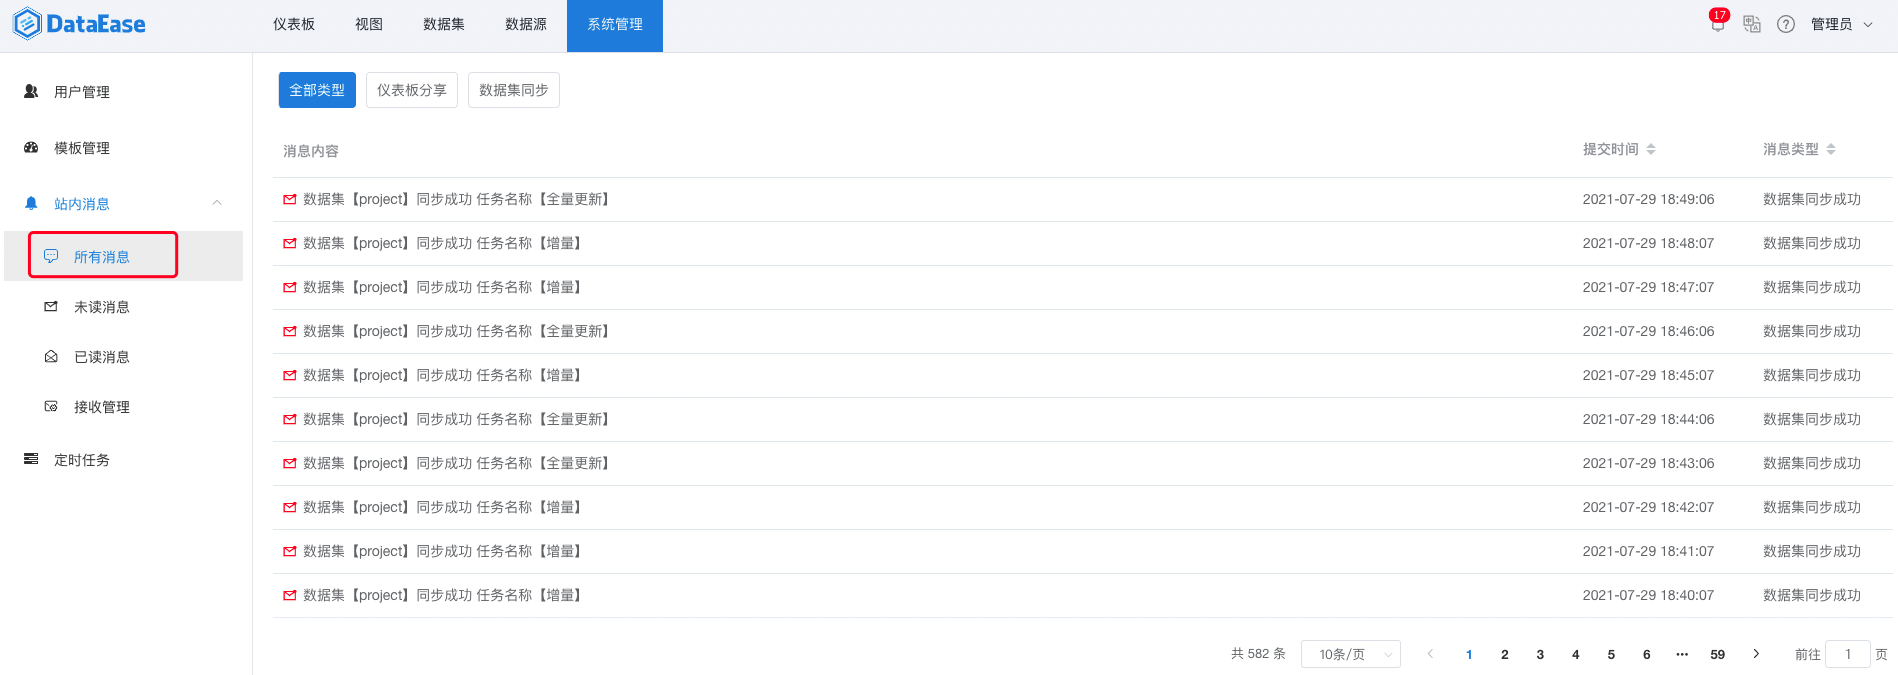 DataEase 仪表板 视图 数据集 数据源 系统管理 17 管理员
用户管理
模板管理
站内消息
所有消息
未读消息
已读消息
接收管理
定时任务
全部类型 仪表板分享 数据集同步
消息内容 提交时间 消息类型
数据集【project】同步成功 任务名称【全量更新】 2021-07-29 18:49:06 数据集同步成功
数据集【project】同步成功 任务名称【增量】 2021-07-29 18:48:07 数据集同步成功
数据集【project】同步成功 任务名称【增量】 2021-07-29 18:47:07 数据集同步成功
数据集【project】同步成功 任务名称【全量更新】 2021-07-29 18:46:06 数据集同步成功
数据集【project】同步成功 任务名称【增量】 2021-07-29 18:45:07 数据集同步成功
数据集【project】同步成功 任务名称【全量更新】 2021-07-29 18:44:06 数据集同步成功
数据集【project】同步成功 任务名称【全量更新】 2021-07-29 18:43:06 数据集同步成功
数据集【project】同步成功 任务名称【增量】 2021-07-29 18:42:07 数据集同步成功
数据集【project】同步成功 任务名称【增量】 2021-07-29 18:41:07 数据集同步成功
数据集【project】同步成功 任务名称【增量】 2021-07-29 18:40:07 数据集同步成功
共 582 条 10条/页 1 2 3 4 5 6 ··· 59 前往 1 页